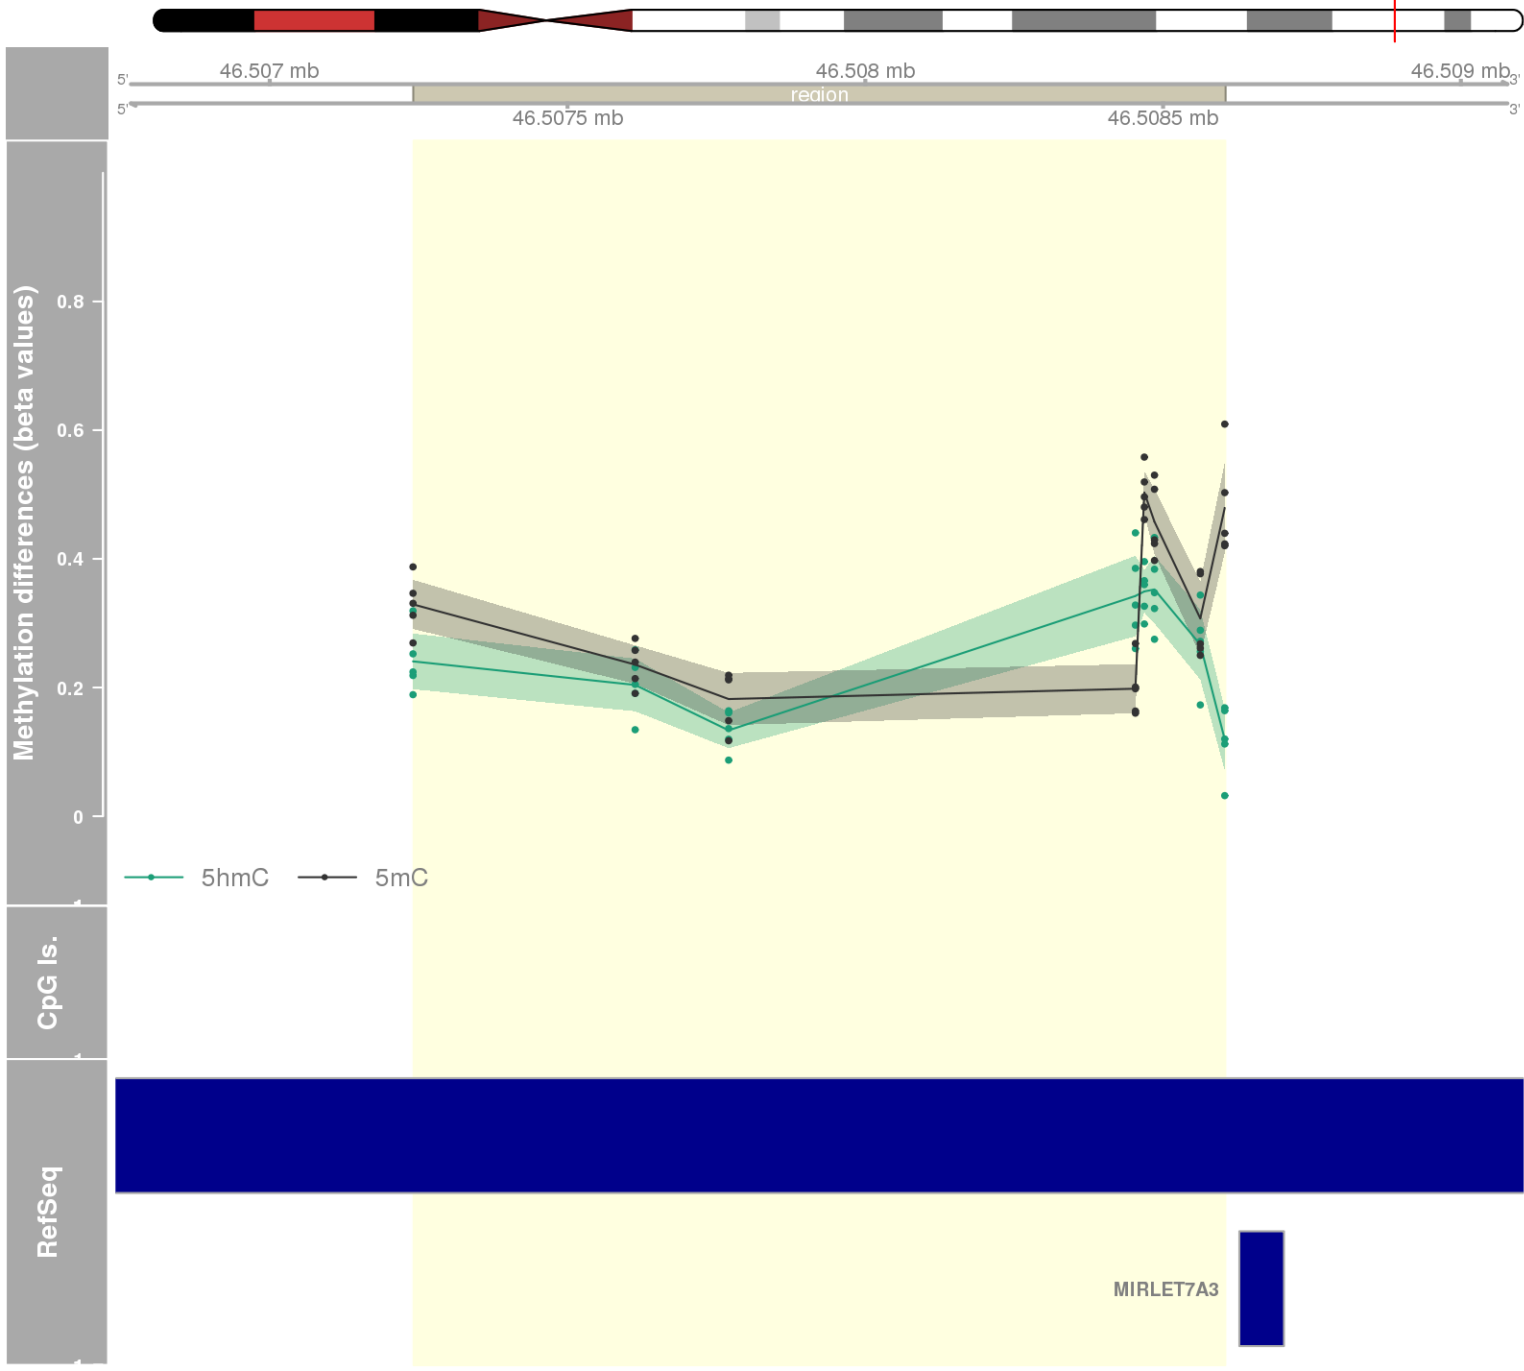 46.507 mb
46.508 mb
46.509 mb
5'
3'
region
5'
3'
46.5075 mb
46.5085 mb
Methylation differences (beta values)
0.8
0.6
0.4
0.2
0
5hmC
5mC
CpG Is.
RefSeq
MIRLET7A3